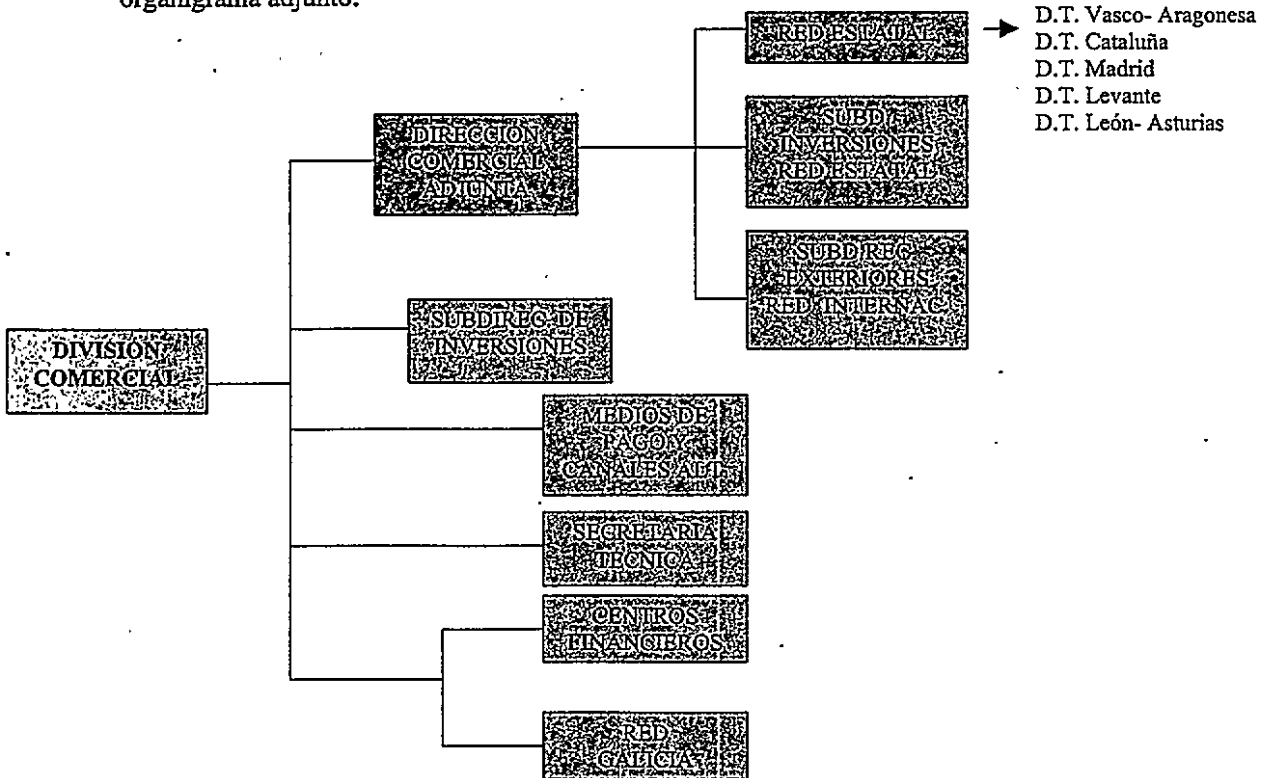 organigrama adjunto.
RED ESTATAL
D.T. Vasco- Aragonesa
D.T. Cataluña
D.T. Madrid
D.T. Levante
D.T. León- Asturias
DIRECCION
COMERCIAL
ADJUNTA
SUBD.
INVERSIONES
RED ESTATAL
SUBD REC
EXTERIORES
RED INTERNAC
SUBDIREC. DE
INVERSIONES
DIVISION
COMERCIAL
MEDIOS DE
PAGO Y
CANALES ALT.
SECRETARIA
TECNICA
CENTROS
FINANCIEROS
RED
GALICIA